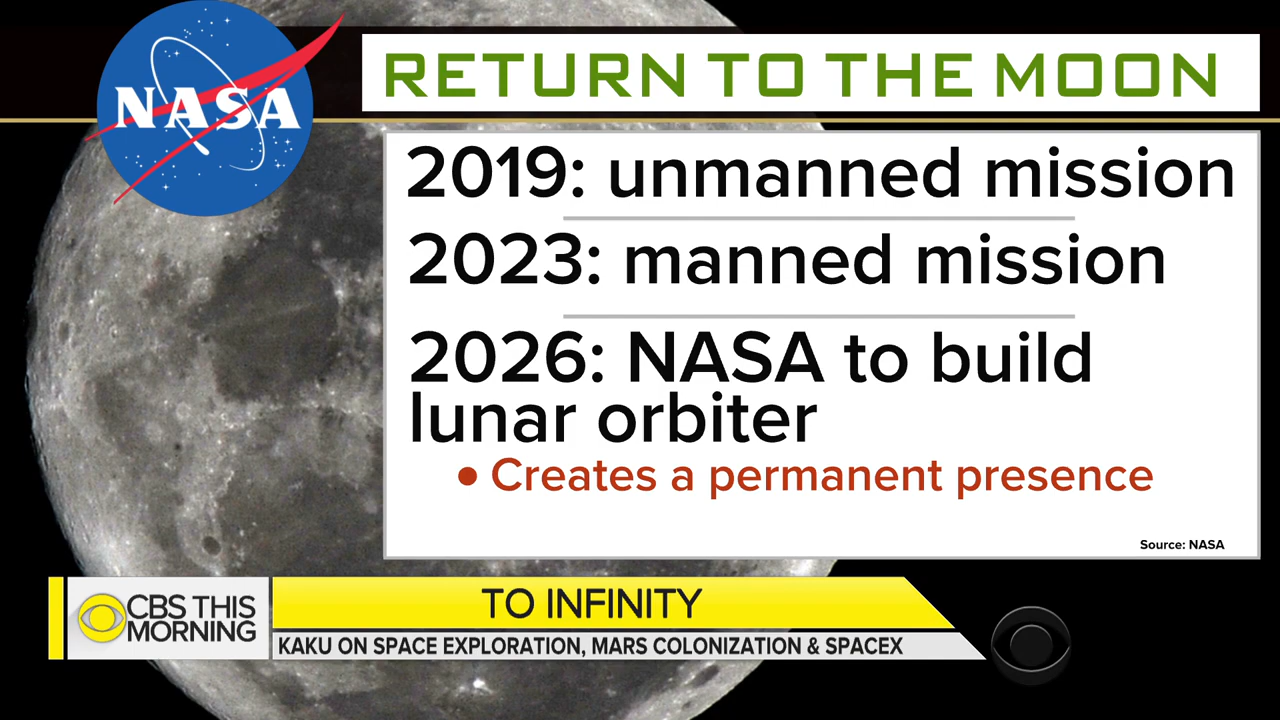 NASA
RETURN TO THE MOON
2019: unmanned mission
2023: manned mission
2026: NASA to build
lunar orbiter
• Creates a permanent presence
Source: NASA
CBS THIS
MORNING
TO INFINITY
KAKU ON SPACE EXPLORATION, MARS COLONIZATION & SPACEX